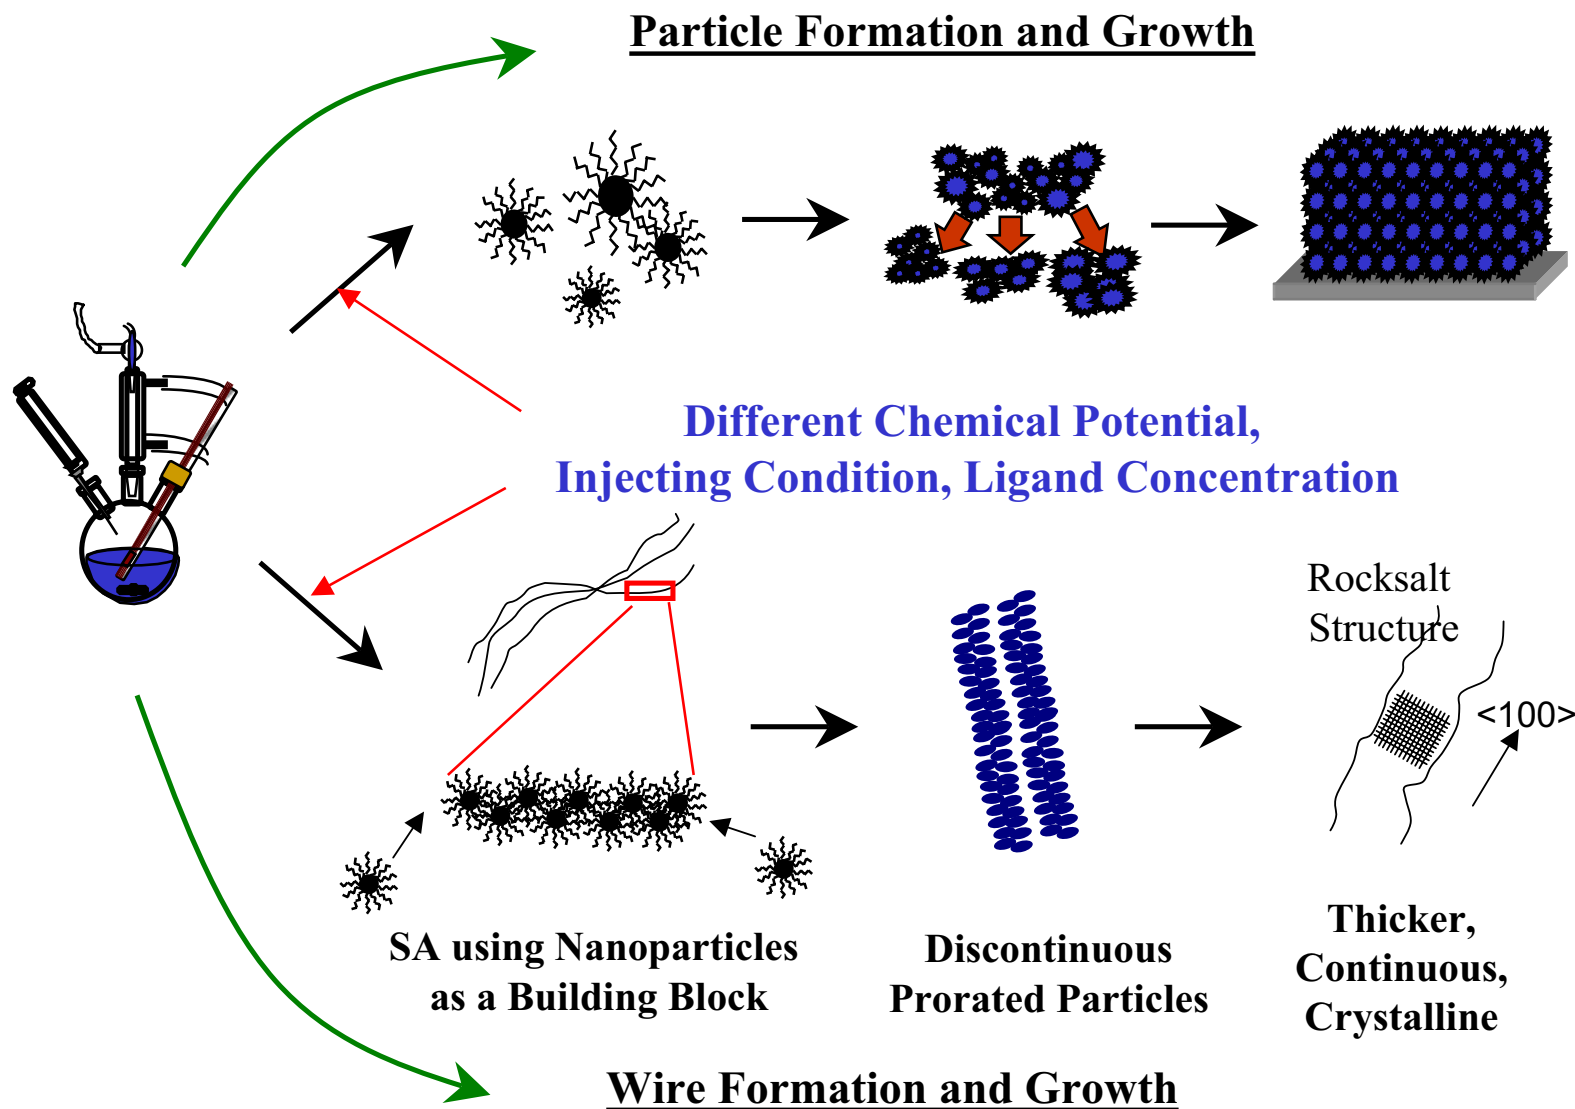 Particle Formation and Growth
Different Chemical Potential,
Injecting Condition, Ligand Concentration
Rocksalt
Structure
<100>
SA using Nanoparticles
as a Building Block
Discontinuous
Prorated Particles
Thicker,
Continuous,
Crystalline
Wire Formation and Growth